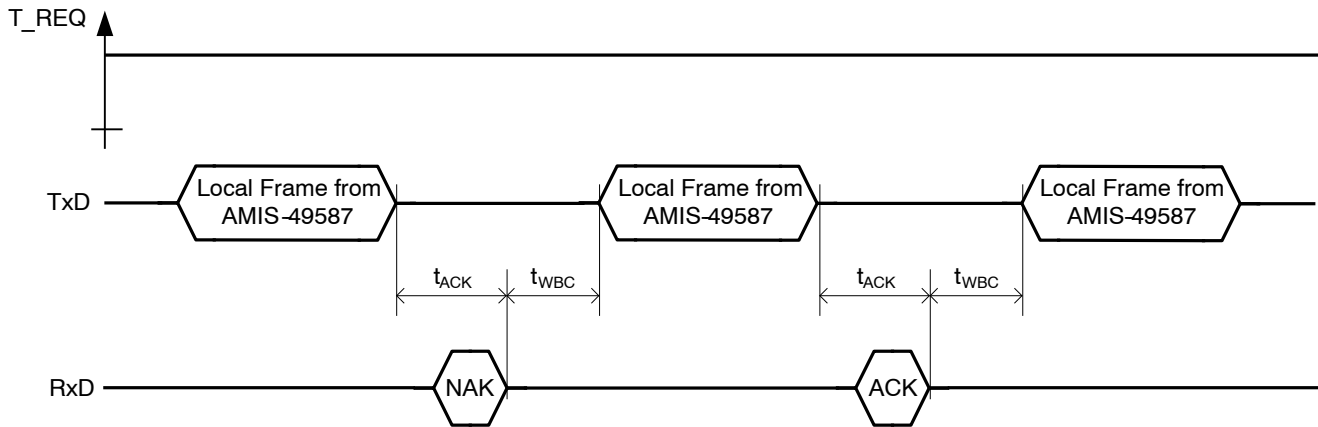 T_REQ
TxD
Local Frame from
AMIS-49587
Local Frame from
AMIS-49587
Local Frame from
AMIS-49587
tACK
tWBC
tACK
tWBC
RxD
NAK
ACK